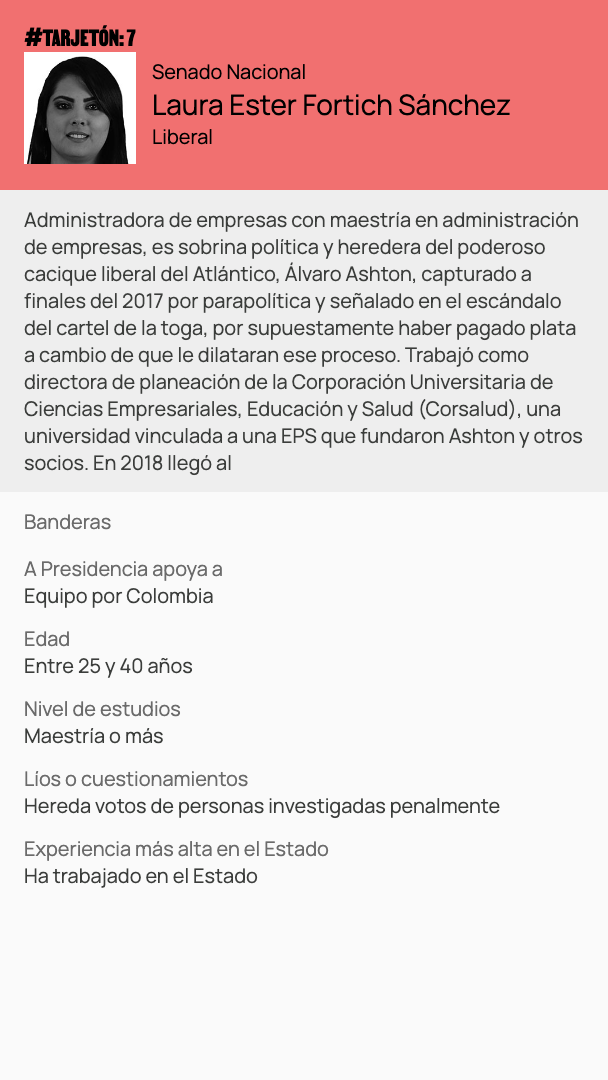 #TARJETÓN: 7
Senado Nacional
Laura Ester Fortich Sánchez
Liberal
Administradora de empresas con maestría en administración
de empresas, es sobrina política y heredera del poderoso
cacique liberal del Atlántico, Álvaro Ashton, capturado a
finales del 2017 por parapolítica y señalado en el escándalo
del cartel de la toga, por supuestamente haber pagado plata
a cambio de que le dilataran ese proceso. Trabajó como
directora de planeación de la Corporación Universitaria de
Ciencias Empresariales, Educación y Salud (Corsalud), una
universidad vinculada a una EPS que fundaron Ashton y otros
socios. En 2018 llegó al
Banderas
A Presidencia apoya a
Equipo por Colombia
Edad
Entre 25 y 40 años
Nivel de estudios
Maestría o más
Líos o cuestionamientos
Hereda votos de personas investigadas penalmente
Experiencia más alta en el Estado
Ha trabajado en el Estado